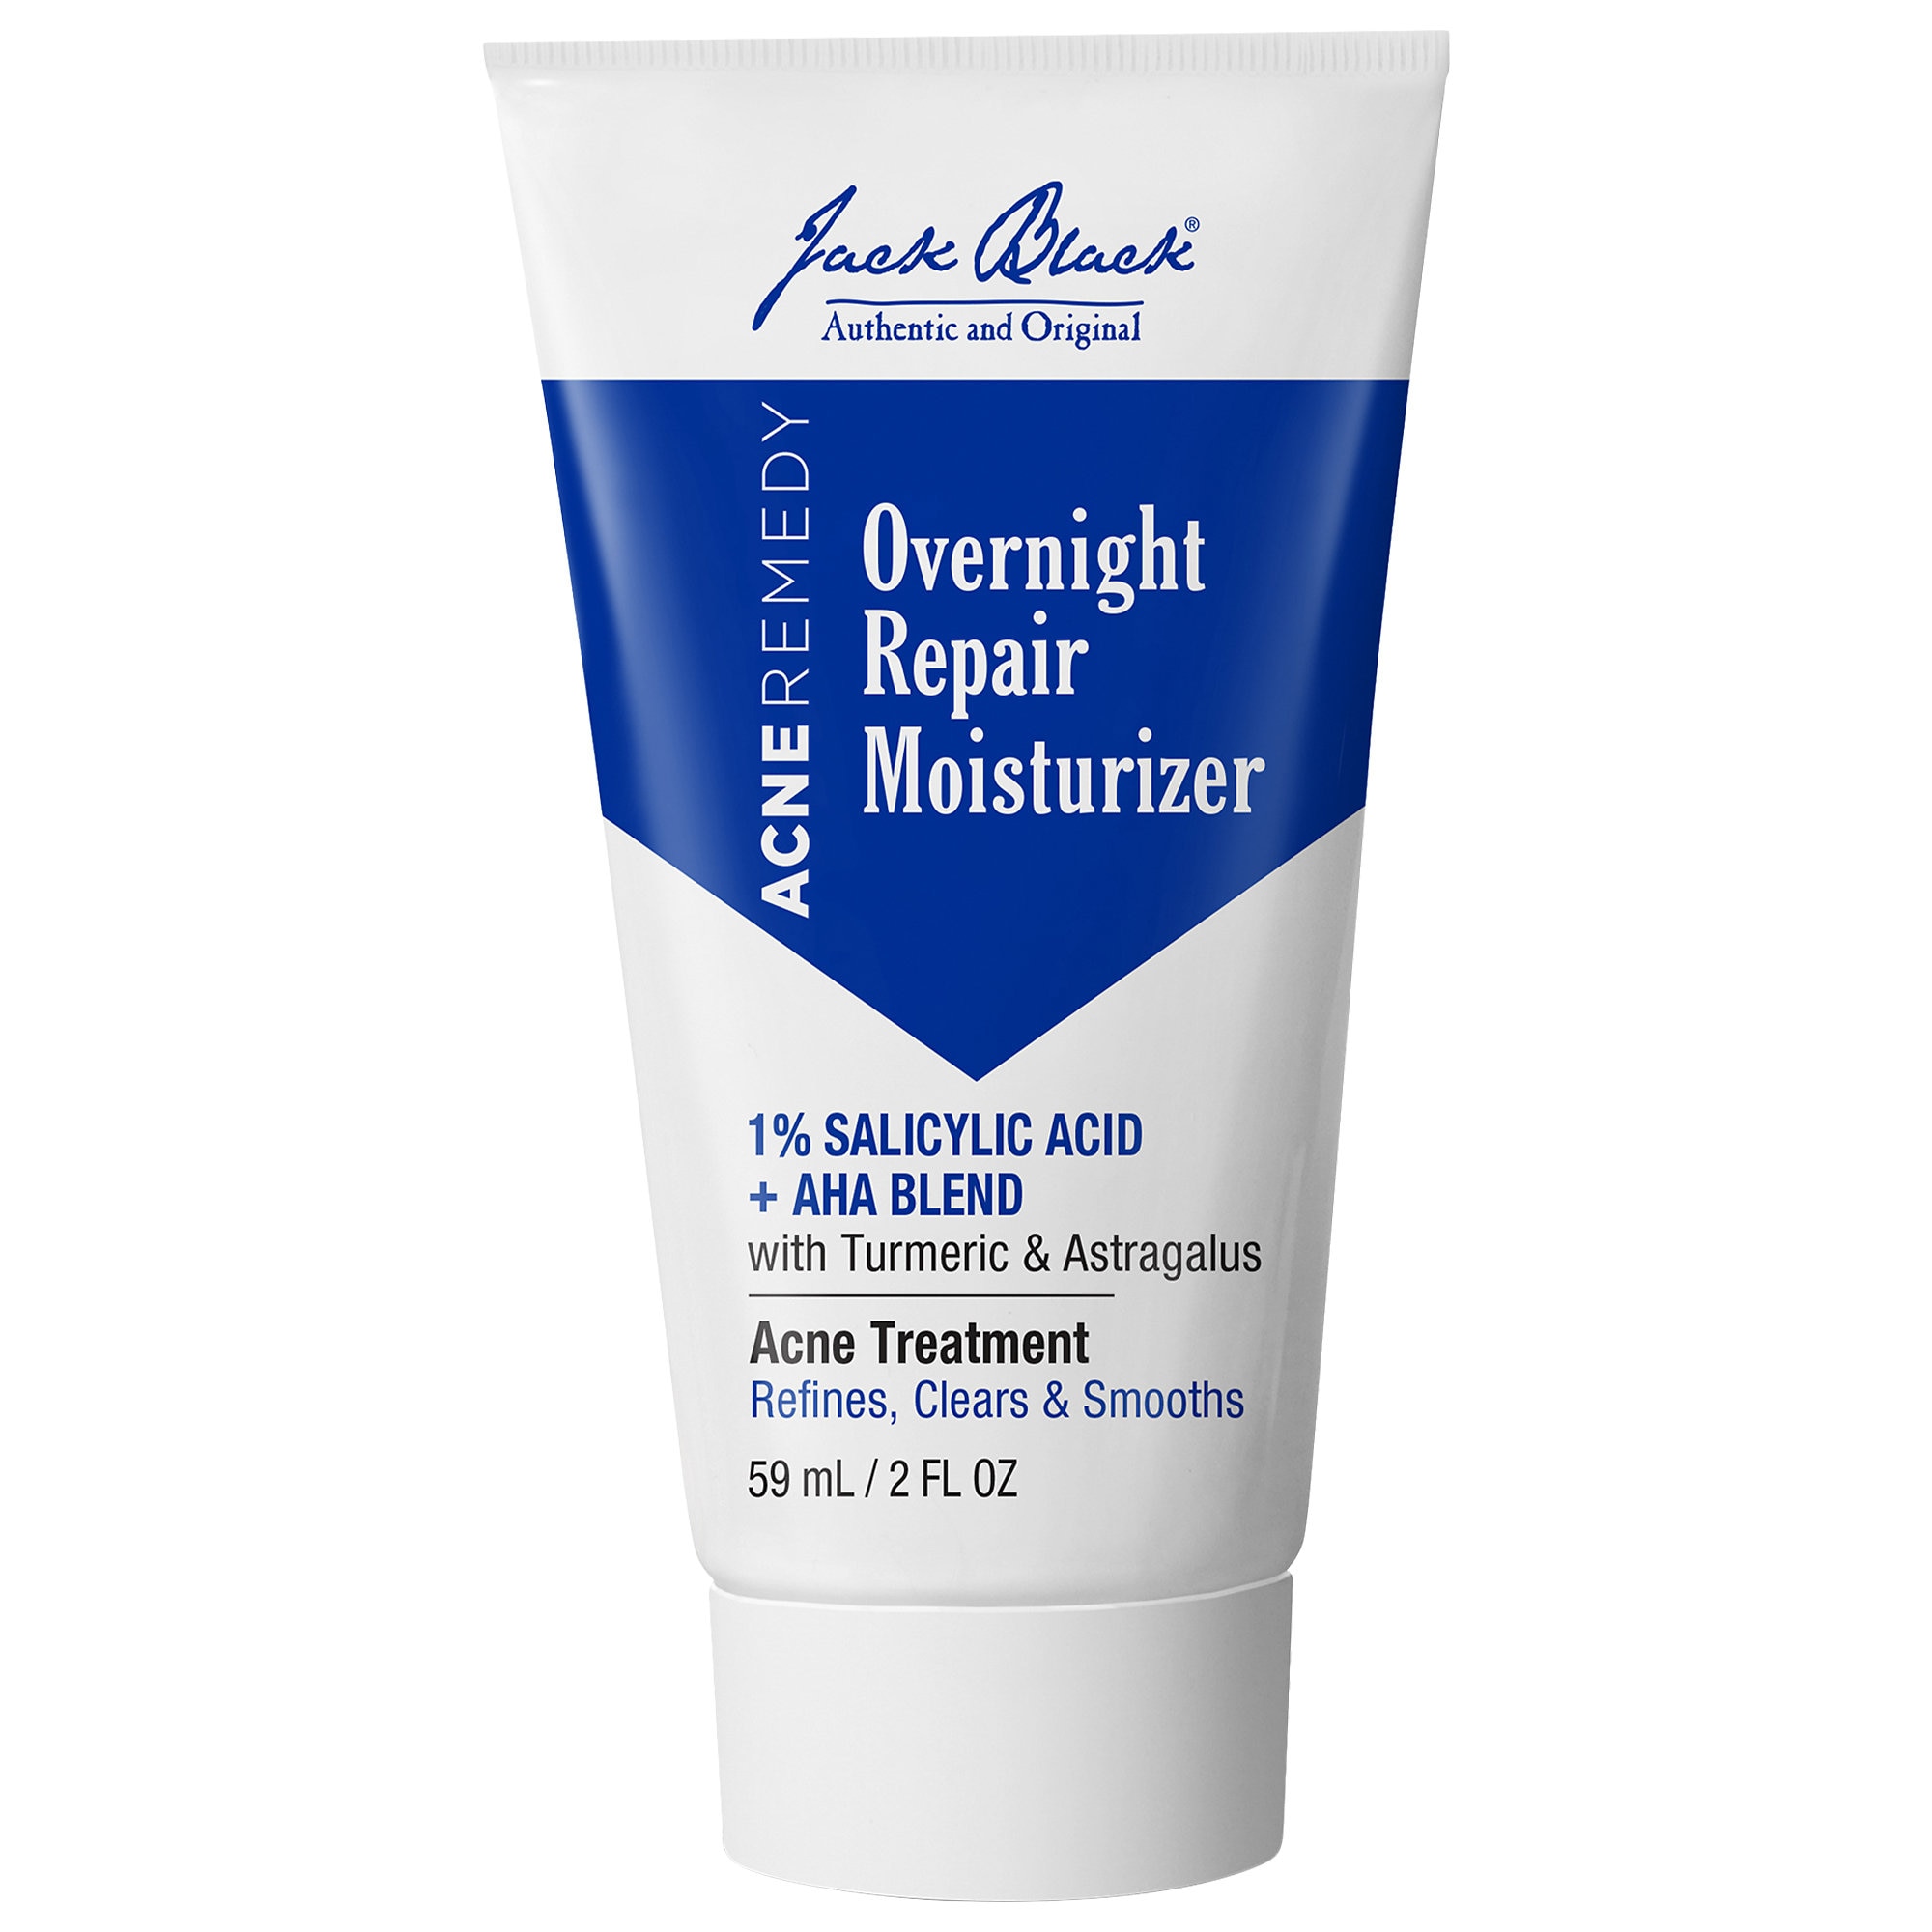 Jack Black®
Authentic and Original
ACNEREMEDY
Overnight
Repair
Moisturizer
1% SALICYLIC ACID
+ AHA BLEND
with Turmeric & Astragalus
Acne Treatment
Refines, Clears & Smooths
59 mL / 2 FL OZ